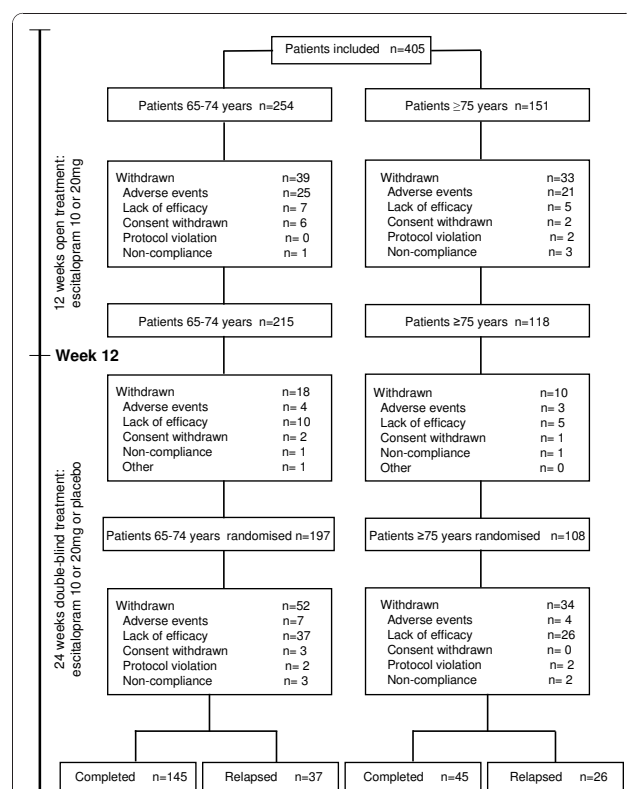 Patients included n=405
Patients 65-74 years n=254
Patients ≥75 years n=151
12 weeks open treatment:
escitalopram 10 or 20mg
Withdrawn n=39
Adverse events n=25
Lack of efficacy n= 7
Consent withdrawn n= 6
Protocol violation n= 0
Non-compliance n= 1
Withdrawn n=33
Adverse events n=21
Lack of efficacy n= 5
Consent withdrawn n= 2
Protocol violation n= 2
Non-compliance n= 3
Patients 65-74 years n=215
Patients ≥75 years n=118
Week 12
24 weeks double-blind treatment:
escitalopram 10 or 20mg or placebo
Withdrawn n=18
Adverse events n= 4
Lack of efficacy n=10
Consent withdrawn n= 2
Non-compliance n= 1
Other n= 1
Withdrawn n=10
Adverse events n= 3
Lack of efficacy n= 5
Consent withdrawn n= 1
Non-compliance n= 1
Other n= 0
Patients 65-74 years randomised n=197
Patients ≥75 years randomised n=108
Withdrawn n=52
Adverse events n=7
Lack of efficacy n=37
Consent withdrawn n= 3
Protocol violation n= 2
Non-compliance n= 3
Withdrawn n=34
Adverse events n= 4
Lack of efficacy n=26
Consent withdrawn n= 0
Protocol violation n= 2
Non-compliance n= 2
Completed n=145
Relapsed n=37
Completed n=45
Relapsed n=26